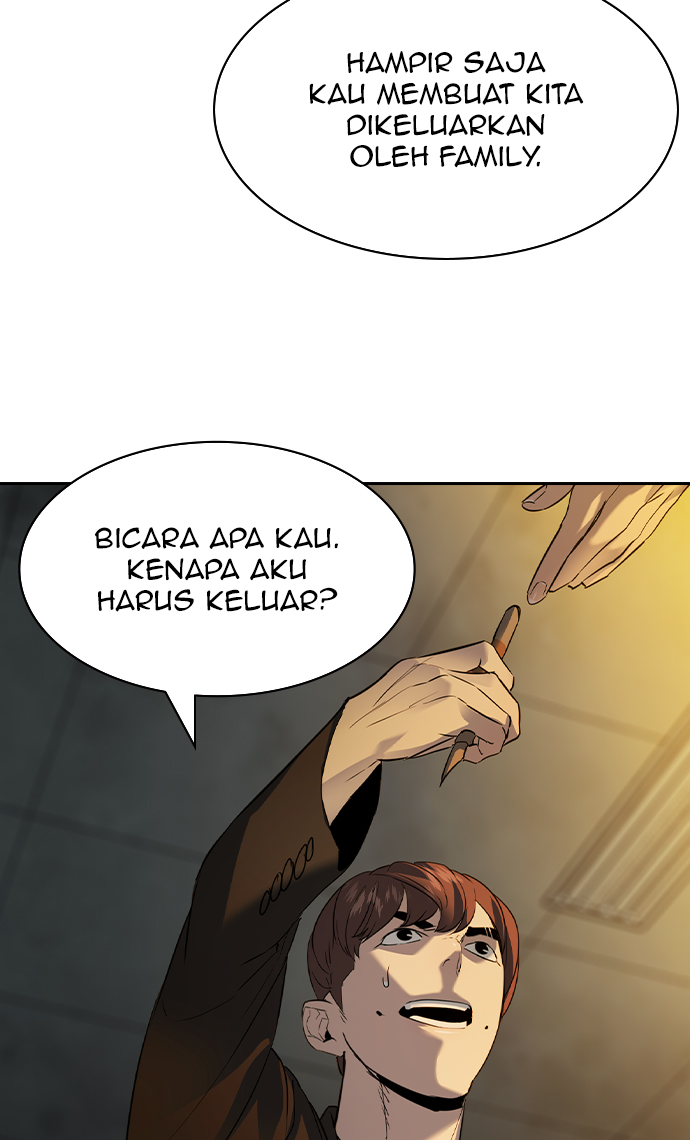 HAMPIR SAJA
KAU MEMBUAT KITA
DIKELUARKAN
OLEH FAMILY.
BICARA APA KAU.
KENAPA AKU
HARUS KELUAR?